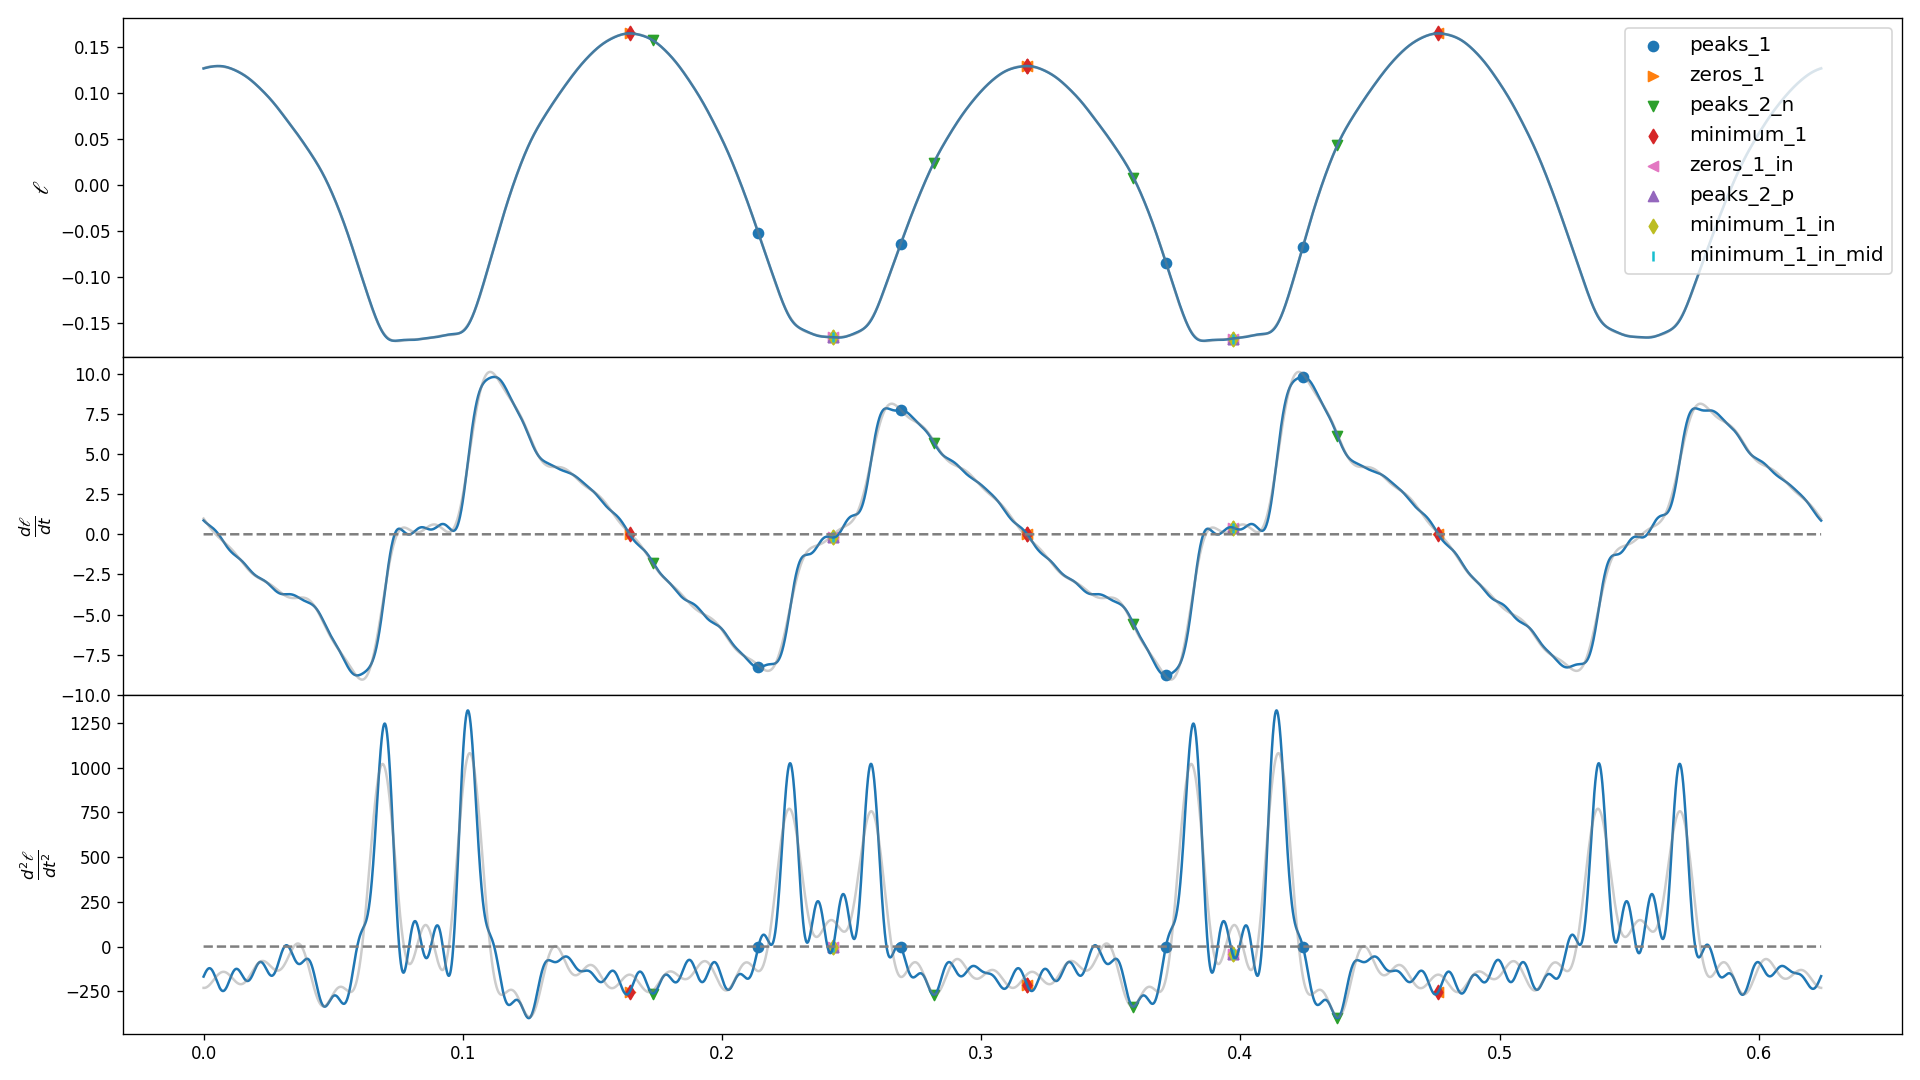 0.15
0.10
0.05
0.00
−0.05
−0.10
−0.15
ℓ
peaks_1
zeros_1
peaks_2_n
minimum_1
zeros_1_in
peaks_2_p
minimum_1_in
minimum_1_in_mid
10.0
7.5
5.0
2.5
0.0
−2.5
−5.0
−7.5
−10.0
dℓ
dt
1250
1000
750
500
250
0
−250
d²ℓ
dt²
0.0 0.1 0.2 0.3 0.4 0.5 0.6